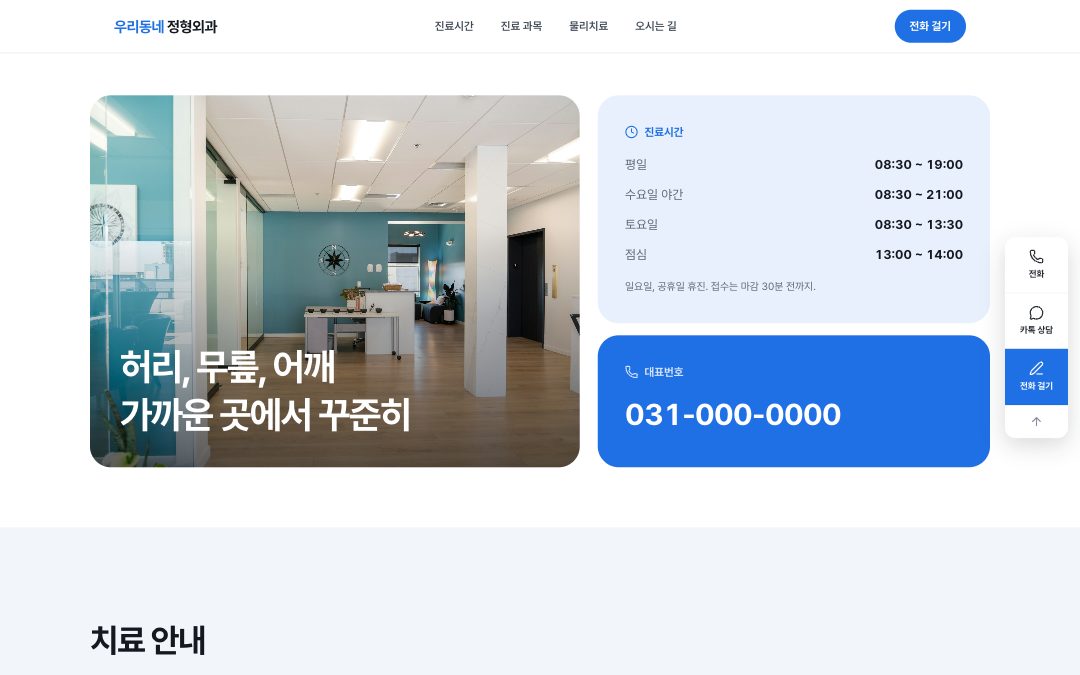 우리동네 정형외과
진료시간 진료 과목 물리치료 오시는 길
전화 걸기
허리, 무릎, 어깨
가까운 곳에서 꾸준히
진료시간
평일 08:30 ~ 19:00
수요일 야간 08:30 ~ 21:00
토요일 08:30 ~ 13:30
점심 13:00 ~ 14:00
일요일, 공휴일 휴진. 접수는 마감 30분 전까지.
대표번호
031-000-0000
전화
카톡 상담
전화 걸기
치료 안내